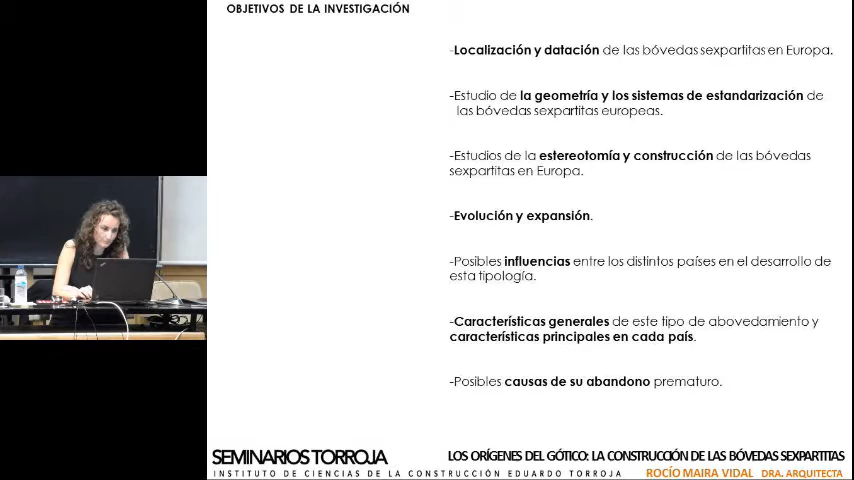 OBJETIVOS DE LA INVESTIGACIÓN
-Localización y datación de las bóvedas sexpartitas en Europa.
-Estudio de la geometría y los sistemas de estandarización de
las bóvedas sexpartitas europeas.
-Estudios de la estereotomía y construcción de las bóvedas
sexpartitas en Europa.
-Evolución y expansión.
-Posibles influencias entre los distintos países en el desarrollo de
esta tipología.
-Características generales de este tipo de abovedamiento y
características principales en cada país.
-Posibles causas de su abandono prematuro.
SEMINARIOS TORROJA
INSTITUTO DE CIENCIAS DE LA CONSTRUCCIÓN EDUARDO TORROJA
LOS ORÍGENES DEL GÓTICO: LA CONSTRUCCIÓN DE LAS BÓVEDAS SEXPARTITAS
ROCÍO MAIRA VIDAL DRA. ARQUITECTA